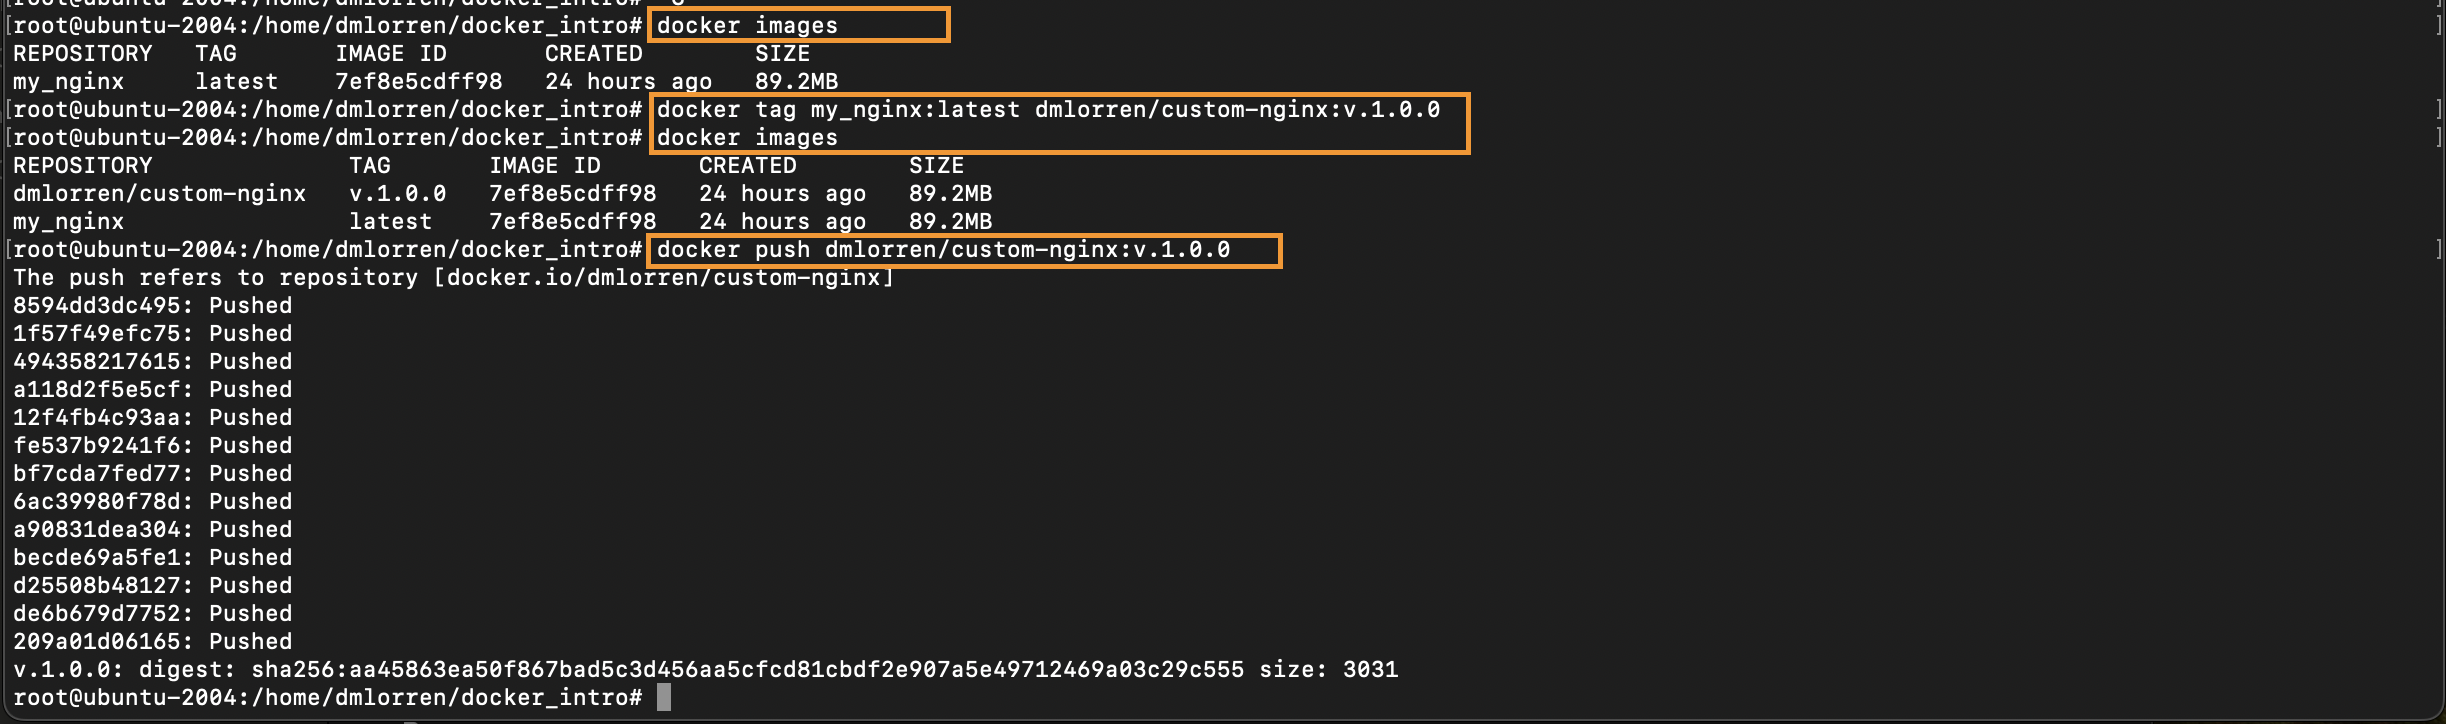 [root@ubuntu-2004:/home/dmlorren/docker_intro#
[root@ubuntu-2004:/home/dmlorren/docker_intro# docker images ]
REPOSITORY TAG IMAGE ID CREATED SIZE
my_nginx latest 7ef8e5cdff98 24 hours ago 89.2MB
[root@ubuntu-2004:/home/dmlorren/docker_intro# docker tag my_nginx:latest dmlorren/custom-nginx:v.1.0.0 ]
[root@ubuntu-2004:/home/dmlorren/docker_intro# docker images ]
REPOSITORY TAG IMAGE ID CREATED SIZE
dmlorren/custom-nginx v.1.0.0 7ef8e5cdff98 24 hours ago 89.2MB
my_nginx latest 7ef8e5cdff98 24 hours ago 89.2MB
[root@ubuntu-2004:/home/dmlorren/docker_intro# docker push dmlorren/custom-nginx:v.1.0.0 ]
The push refers to repository [docker.io/dmlorren/custom-nginx]
8594dd3dc495: Pushed
1f57f49efc75: Pushed
494358217615: Pushed
a118d2f5e5cf: Pushed
12f4fb4c93aa: Pushed
fe537b9241f6: Pushed
bf7cda7fed77: Pushed
6ac39980f78d: Pushed
a90831dea304: Pushed
becde69a5fe1: Pushed
d25508b48127: Pushed
de6b679d7752: Pushed
209a01d06165: Pushed
v.1.0.0: digest: sha256:aa45863ea50f867bad5c3d456aa5cfcd81cbdf2e907a5e49712469a03c29c555 size: 3031
root@ubuntu-2004:/home/dmlorren/docker_intro#